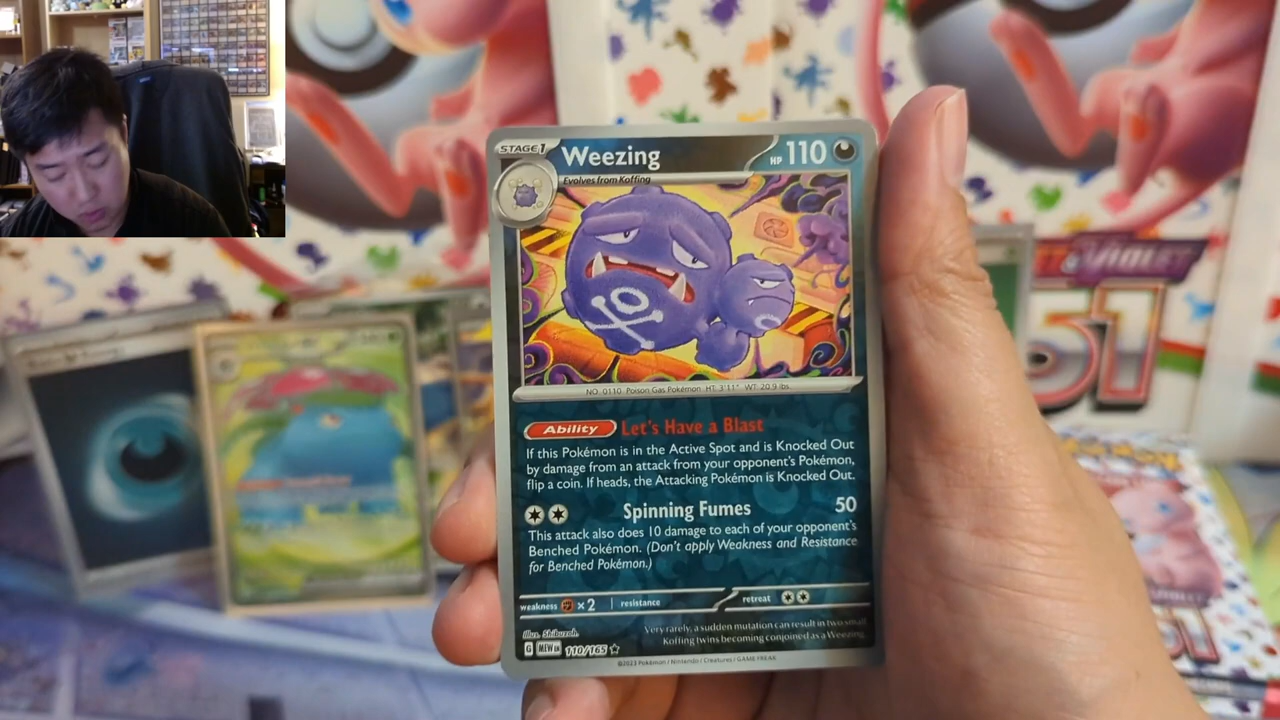 STAGE 1
Weezing
HP 110
Evolves from Koffing
NO. 0110 Poison Gas Pokémon HT: 3'11" WT: 20.9 lbs
Ability Let's Have a Blast
If this Pokémon is in the Active Spot and is Knocked Out
by damage from an attack from your opponent's Pokémon,
flip a coin. If heads, the Attacking Pokémon is Knocked Out.
Spinning Fumes 50
This attack also does 10 damage to each of your opponent's
Benched Pokémon. (Don't apply Weakness and Resistance
for Benched Pokémon.)
weakness ×2 resistance retreat
Illus. Shibuzoh.
Very rarely, a sudden mutation can result in two small
Koffing twins becoming conjoined as a Weezing.
G MEW EN 110/165
©2023 Pokémon / Nintendo / Creatures / GAME FREAK
& VIOLET
51